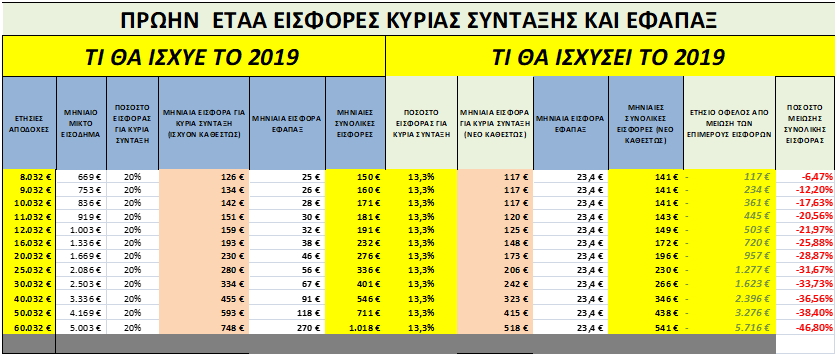 ΠΡΩΗΝ ΕΤΑΑ ΕΙΣΦΟΡΕΣ ΚΥΡΙΑΣ ΣΥΝΤΑΞΗΣ ΚΑΙ ΕΦΑΠΑΞ
ΤΙ ΘΑ ΙΣΧΥΕ ΤΟ 2019 ΤΙ ΘΑ ΙΣΧΥΣΕΙ ΤΟ 2019
ΕΤΗΣΙΕΣ ΑΠΟΔΟΧΕΣ
ΜΗΝΙΑΙΟ ΜΙΚΤΟ ΕΙΣΟΔΗΜΑ
ΠΟΣΟΣΤΟ ΕΙΣΦΟΡΑΣ ΓΙΑ ΚΥΡΙΑ ΣΥΝΤΑΞΗ
ΜΗΝΙΑΙΑ ΕΙΣΦΟΡΑ ΓΙΑ ΚΥΡΙΑ ΣΥΝΤΑΞΗ (ΙΣΧΥΟΝ ΚΑΘΕΣΤΩΣ)
ΜΗΝΙΑΙΑ ΕΙΣΦΟΡΑ ΕΦΑΠΑΞ
ΜΗΝΙΑΙΕΣ ΣΥΝΟΛΙΚΕΣ ΕΙΣΦΟΡΕΣ
ΠΟΣΟΣΤΟ ΕΙΣΦΟΡΑΣ ΓΙΑ ΚΥΡΙΑ ΣΥΝΤΑΞΗ
ΜΗΝΙΑΙΑ ΕΙΣΦΟΡΑ ΓΙΑ ΚΥΡΙΑ ΣΥΝΤΑΞΗ (ΝΕΟ ΚΑΘΕΣΤΩΣ)
ΜΗΝΙΑΙΑ ΕΙΣΦΟΡΑ ΕΦΑΠΑΞ
ΜΗΝΙΑΙΕΣ ΣΥΝΟΛΙΚΕΣ ΕΙΣΦΟΡΕΣ (ΝΕΟ ΚΑΘΕΣΤΩΣ)
ΕΤΗΣΙΟ ΟΦΕΛΟΣ ΑΠΟ ΜΕΙΩΣΗ ΤΩΝ ΕΠΙΜΕΡΟΥΣ ΕΙΣΦΟΡΩΝ
ΠΟΣΟΣΤΟ ΜΕΙΩΣΗΣ ΣΥΝΟΛΙΚΗΣ ΕΙΣΦΟΡΑΣ
8.032 € 669 € 20% 126 € 25 € 150 € 13,3% 117 € 23,4 € 141 € - 117 € -6,47%
9.032 € 753 € 20% 134 € 26 € 160 € 13,3% 117 € 23,4 € 141 € - 234 € -12,20%
10.032 € 836 € 20% 142 € 28 € 171 € 13,3% 117 € 23,4 € 141 € - 361 € -17,63%
11.032 € 919 € 20% 151 € 30 € 181 € 13,3% 120 € 23,4 € 143 € - 445 € -20,56%
12.032 € 1.003 € 20% 159 € 32 € 191 € 13,3% 125 € 23,4 € 149 € - 503 € -21,97%
16.032 € 1.336 € 20% 193 € 38 € 232 € 13,3% 148 € 23,4 € 172 € - 720 € -25,88%
20.032 € 1.669 € 20% 230 € 46 € 276 € 13,3% 173 € 23,4 € 196 € - 957 € -28,87%
25.032 € 2.086 € 20% 280 € 56 € 336 € 13,3% 206 € 23,4 € 230 € - 1.277 € -31,67%
30.032 € 2.503 € 20% 334 € 67 € 401 € 13,3% 242 € 23,4 € 266 € - 1.623 € -33,73%
40.032 € 3.336 € 20% 455 € 91 € 546 € 13,3% 323 € 23,4 € 346 € - 2.396 € -36,56%
50.032 € 4.169 € 20% 593 € 118 € 711 € 13,3% 415 € 23,4 € 438 € - 3.276 € -38,40%
60.032 € 5.003 € 20% 748 € 270 € 1.018 € 13,3% 518 € 23,4 € 541 € - 5.716 € -46,80%